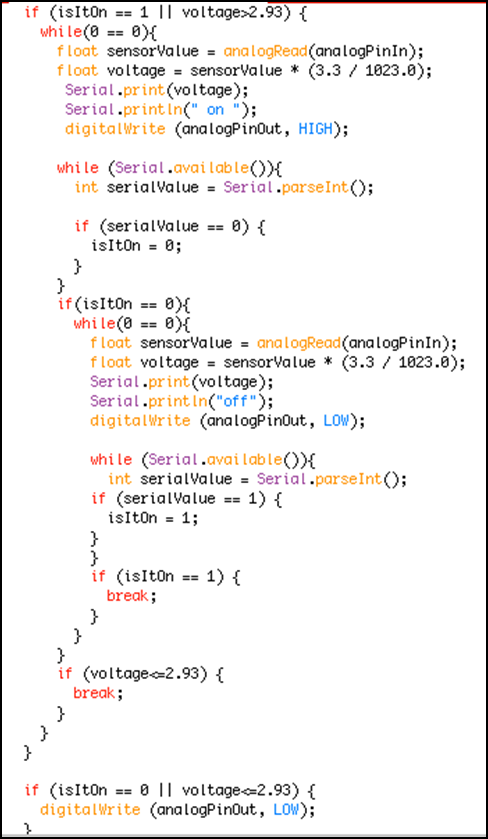 if (isItOn == 1 || voltage>2.93) {
while(0 == 0){
float sensorValue = analogRead(analogPinIn);
float voltage = sensorValue * (3.3 / 1023.0);
Serial.print(voltage);
Serial.println(" on ");
digitalWrite (analogPinOut, HIGH);
while (Serial.available()){
int serialValue = Serial.parseInt();
if (serialValue == 0) {
isItOn = 0;
}
}
if(isItOn == 0){
while(0 == 0){
float sensorValue = analogRead(analogPinIn);
float voltage = sensorValue * (3.3 / 1023.0);
Serial.print(voltage);
Serial.println("off");
digitalWrite (analogPinOut, LOW);
while (Serial.available()){
int serialValue = Serial.parseInt();
if (serialValue == 1) {
isItOn = 1;
}
}
if (isItOn == 1) {
break;
}
}
}
if (voltage<=2.93) {
break;
}
}
}
if (isItOn == 0 || voltage<=2.93) {
digitalWrite (analogPinOut, LOW);
}